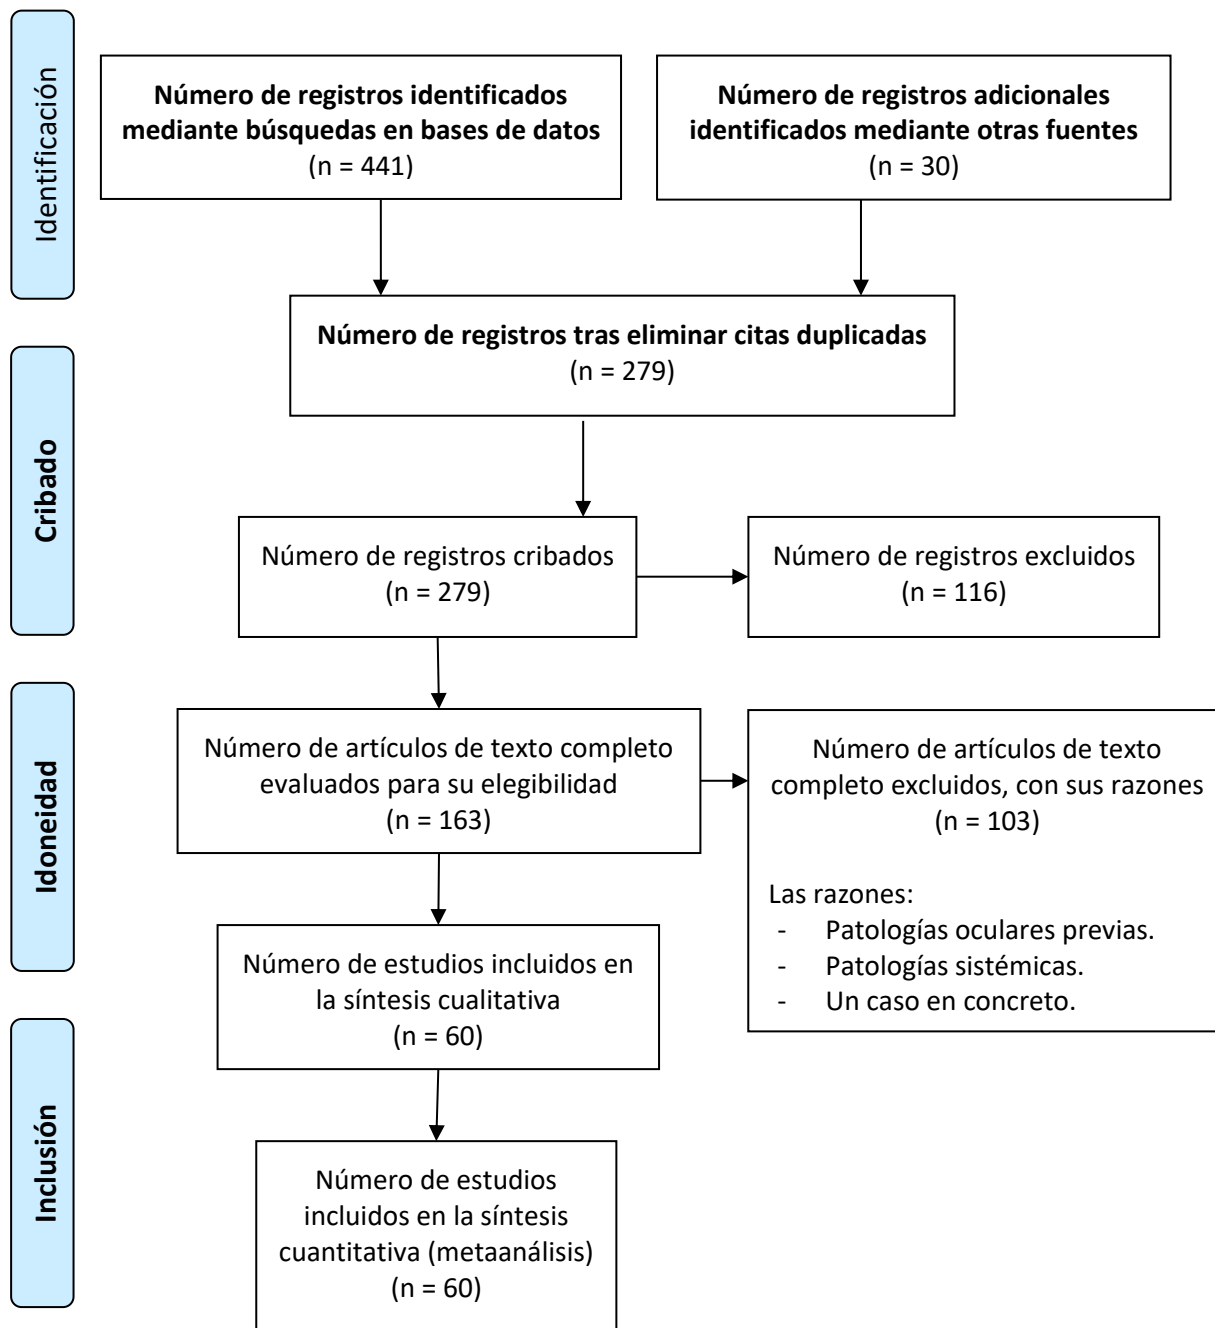 Identificación
Número de registros identificados
mediante búsquedas en bases de datos
(n = 441)
Número de registros adicionales
identificados mediante otras fuentes
(n = 30)
Número de registros tras eliminar citas duplicadas
(n = 279)
Cribado
Número de registros cribados
(n = 279)
Número de registros excluidos
(n = 116)
Idoneidad
Número de artículos de texto completo
evaluados para su elegibilidad
(n = 163)
Número de artículos de texto
completo excluidos, con sus razones
(n = 103)
Las razones:
- Patologías oculares previas.
- Patologías sistémicas.
- Un caso en concreto.
Número de estudios incluidos en
la síntesis cualitativa
(n = 60)
Inclusión
Número de estudios
incluidos en la síntesis
cuantitativa (metaanálisis)
(n = 60)